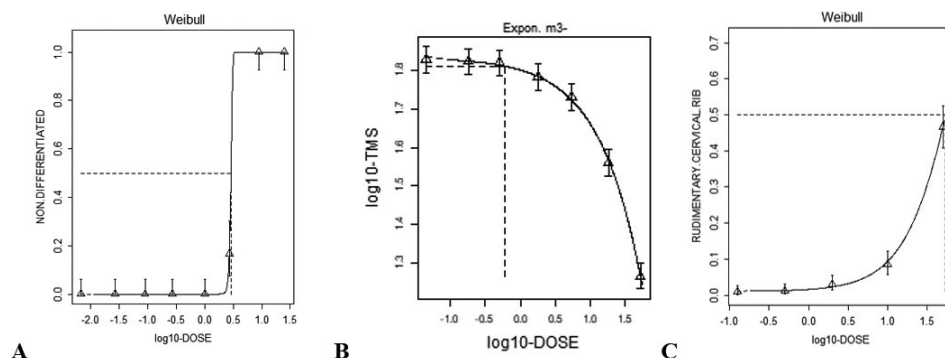 Weibull
NON.DIFFERENTIATED
0.0 0.2 0.4 0.6 0.8 1.0
-2.0 -1.5 -1.0 -0.5 0.0 0.5 1.0 1.5
log10-DOSE
A
Expon. m3-
log10-TMS
1.3 1.4 1.5 1.6 1.7 1.8
-1.0 -0.5 0.0 0.5 1.0 1.5
log10-DOSE
B
Weibull
RUDIMENTARY.CERVICAL.RIB
0.0 0.1 0.2 0.3 0.4 0.5 0.6 0.7
-1.0 -0.5 0.0 0.5 1.0 1.5
log10-DOSE
C